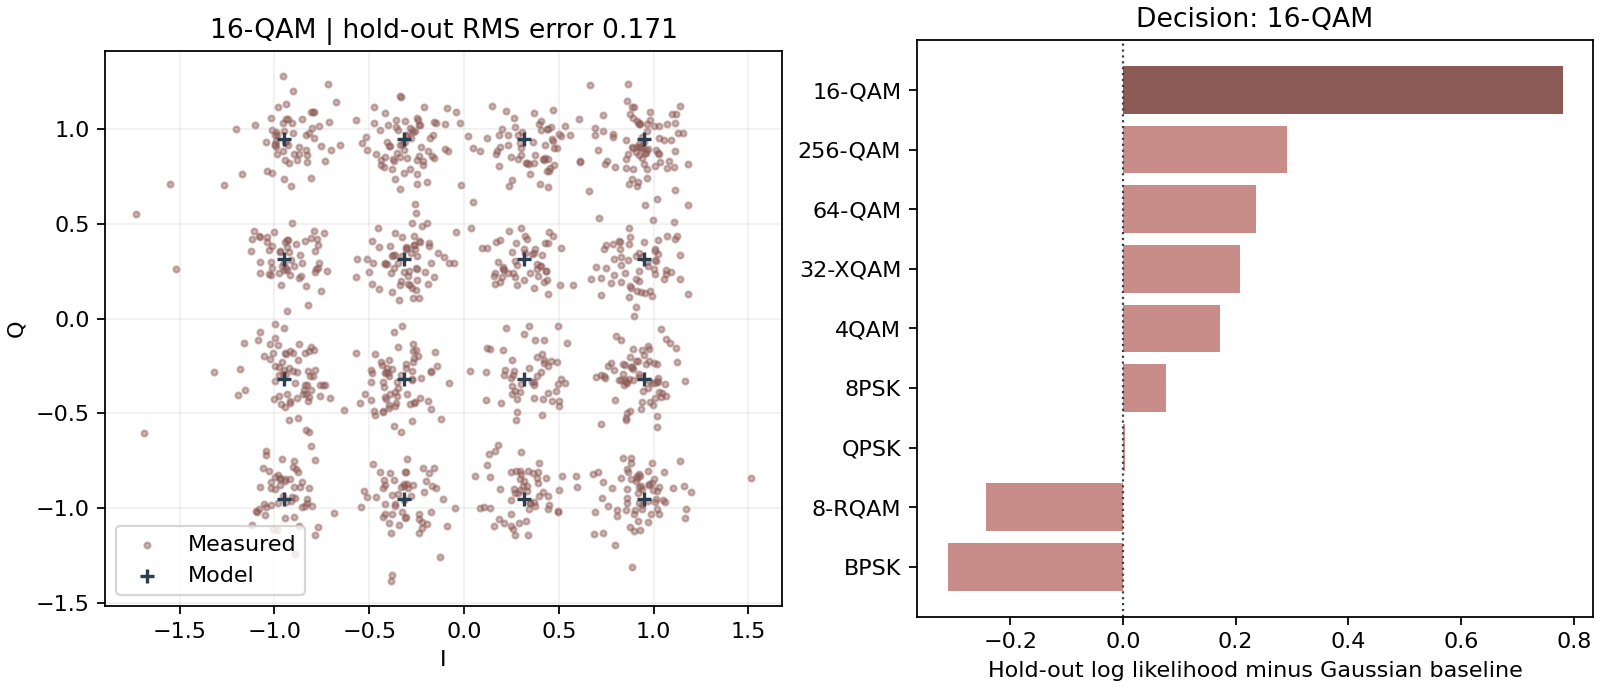 16-QAM | hold-out RMS error 0.171
1.0
0.5
0.0
−0.5
−1.0
−1.5
Q
−1.5
−1.0
−0.5
0.0
0.5
1.0
1.5
I
Measured
Model
Decision: 16-QAM
16-QAM
256-QAM
64-QAM
32-XQAM
4QAM
8PSK
QPSK
8-RQAM
BPSK
−0.2
0.0
0.2
0.4
0.6
0.8
Hold-out log likelihood minus Gaussian baseline